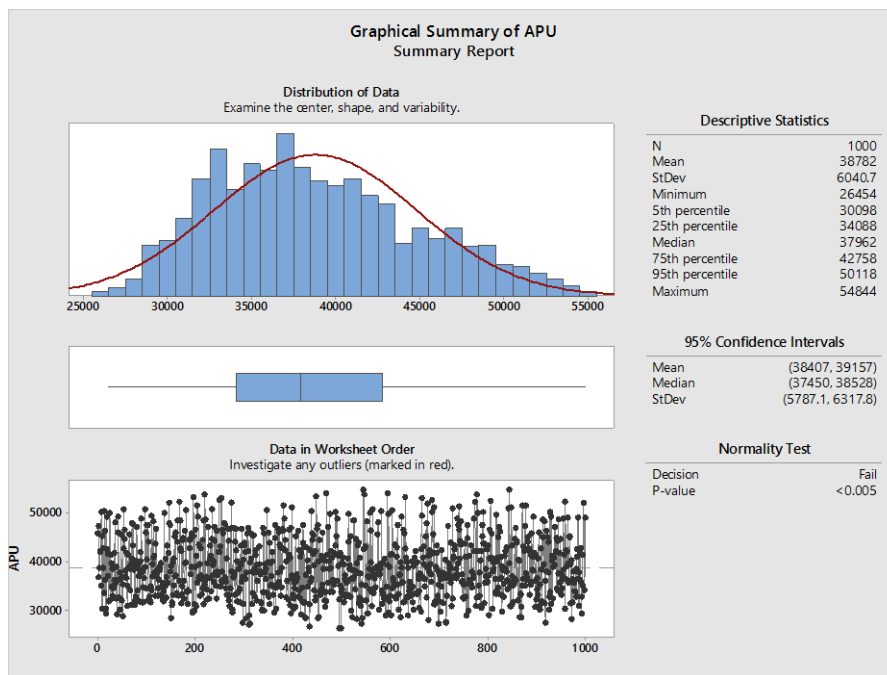 Graphical Summary of APU
Summary Report
Distribution of Data
Examine the center, shape, and variability.
25000 30000 35000 40000 45000 50000 55000
Descriptive Statistics
N 1000
Mean 38782
StDev 6040.7
Minimum 26454
5th percentile 30098
25th percentile 34088
Median 37962
75th percentile 42758
95th percentile 50118
Maximum 54844
95% Confidence Intervals
Mean (38407, 39157)
Median (37450, 38528)
StDev (5787.1, 6317.8)
Data in Worksheet Order
Investigate any outliers (marked in red).
APU
50000
40000
30000
0 200 400 600 800 1000
Normality Test
Decision Fail
P-value <0.005